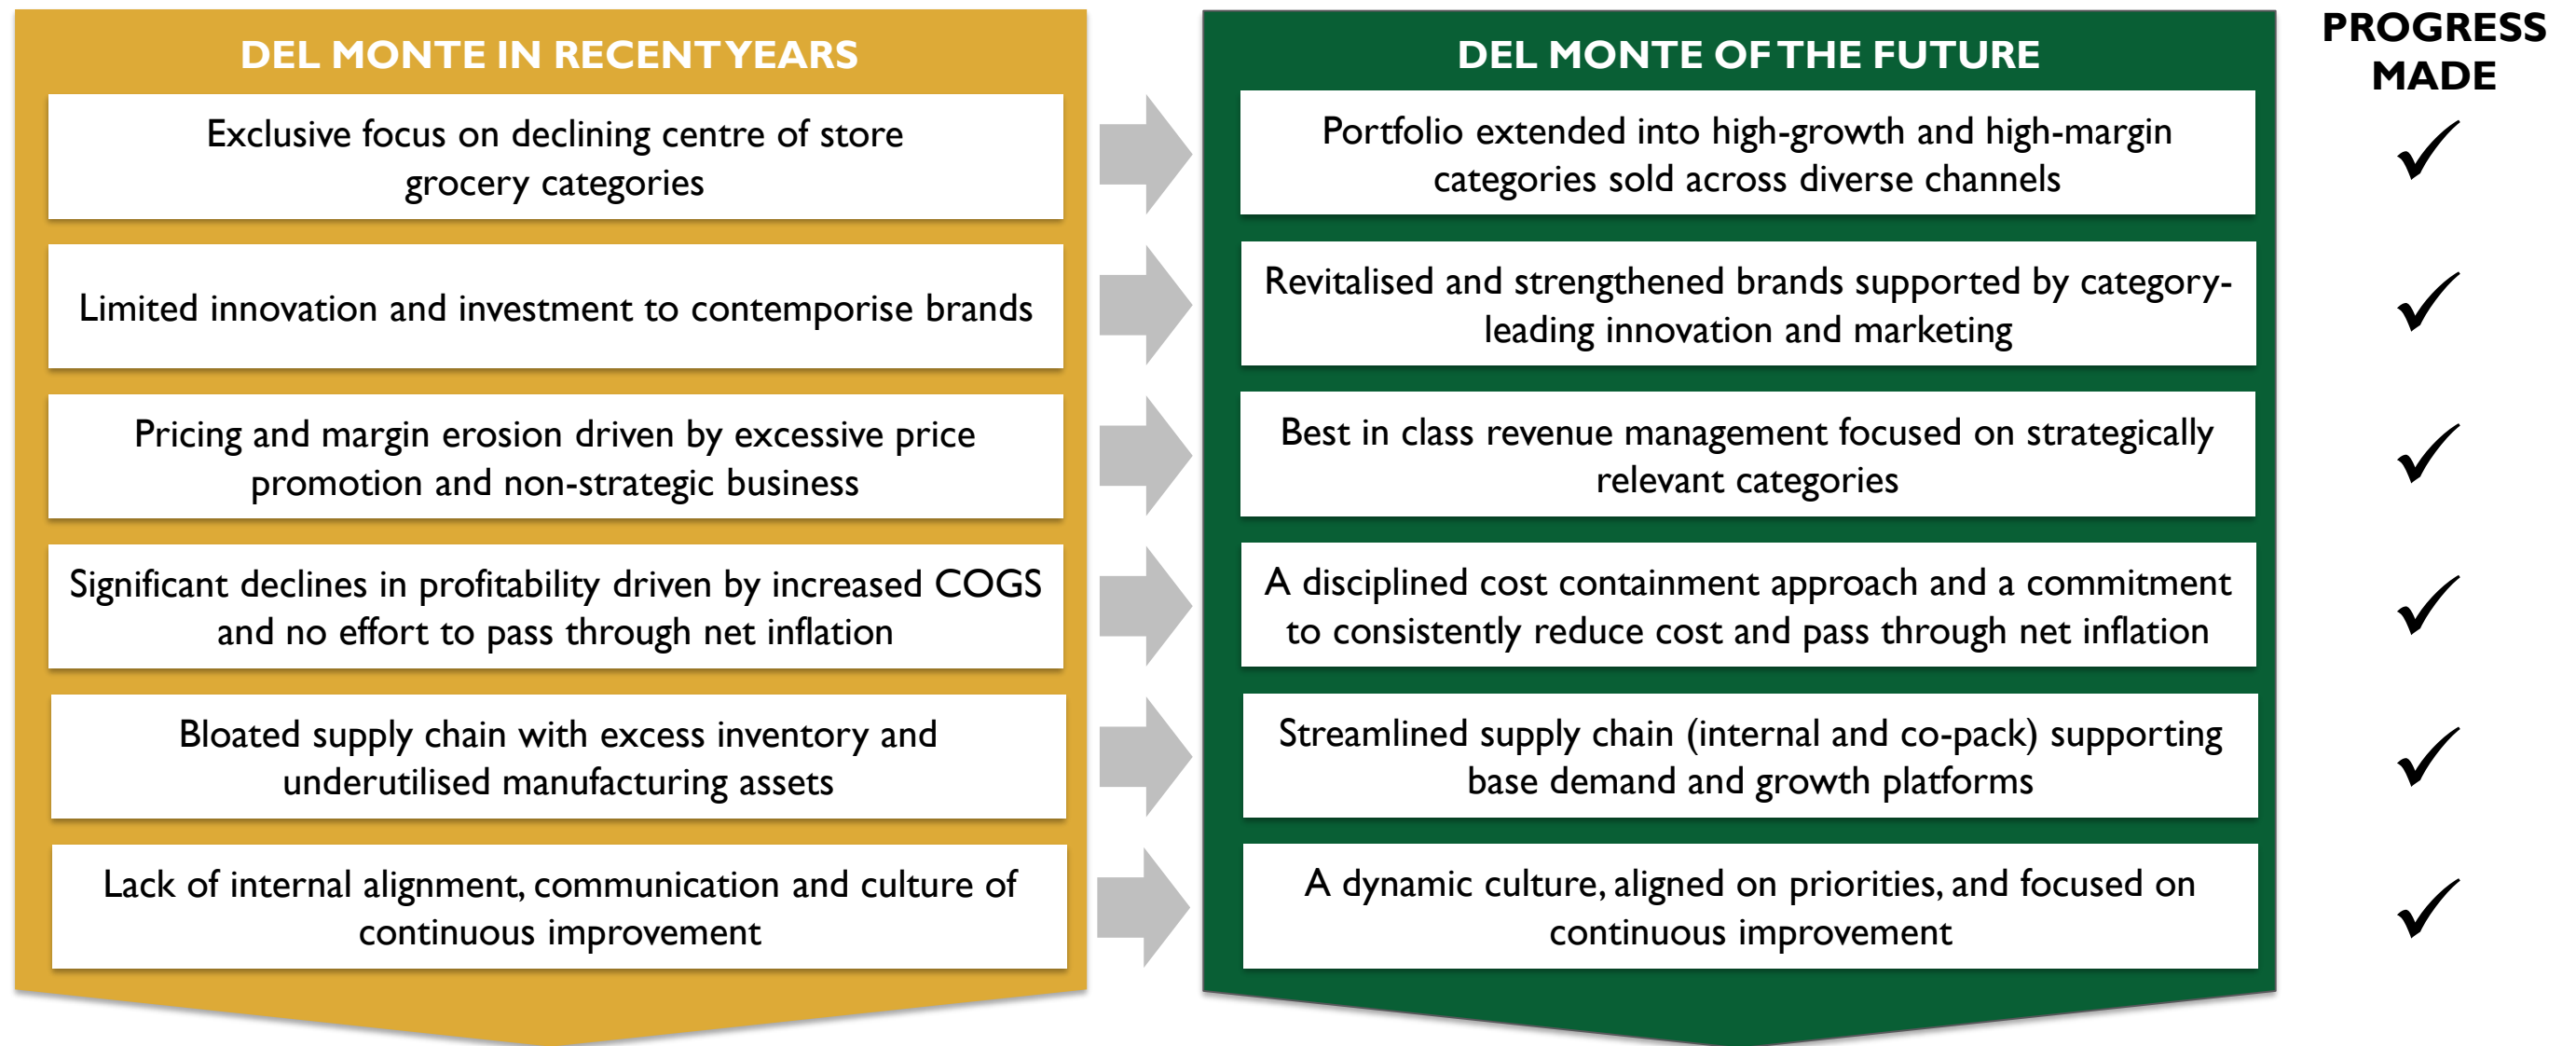 DEL MONTE IN RECENT YEARS
DEL MONTE OF THE FUTURE
PROGRESS
MADE
Exclusive focus on declining centre of store
grocery categories
Portfolio extended into high-growth and high-margin
categories sold across diverse channels
Limited innovation and investment to contemporise brands
Revitalised and strengthened brands supported by category-
leading innovation and marketing
Pricing and margin erosion driven by excessive price
promotion and non-strategic business
Best in class revenue management focused on strategically
relevant categories
Significant declines in profitability driven by increased COGS
and no effort to pass through net inflation
A disciplined cost containment approach and a commitment
to consistently reduce cost and pass through net inflation
Bloated supply chain with excess inventory and
underutilised manufacturing assets
Streamlined supply chain (internal and co-pack) supporting
base demand and growth platforms
Lack of internal alignment, communication and culture of
continuous improvement
A dynamic culture, aligned on priorities, and focused on
continuous improvement